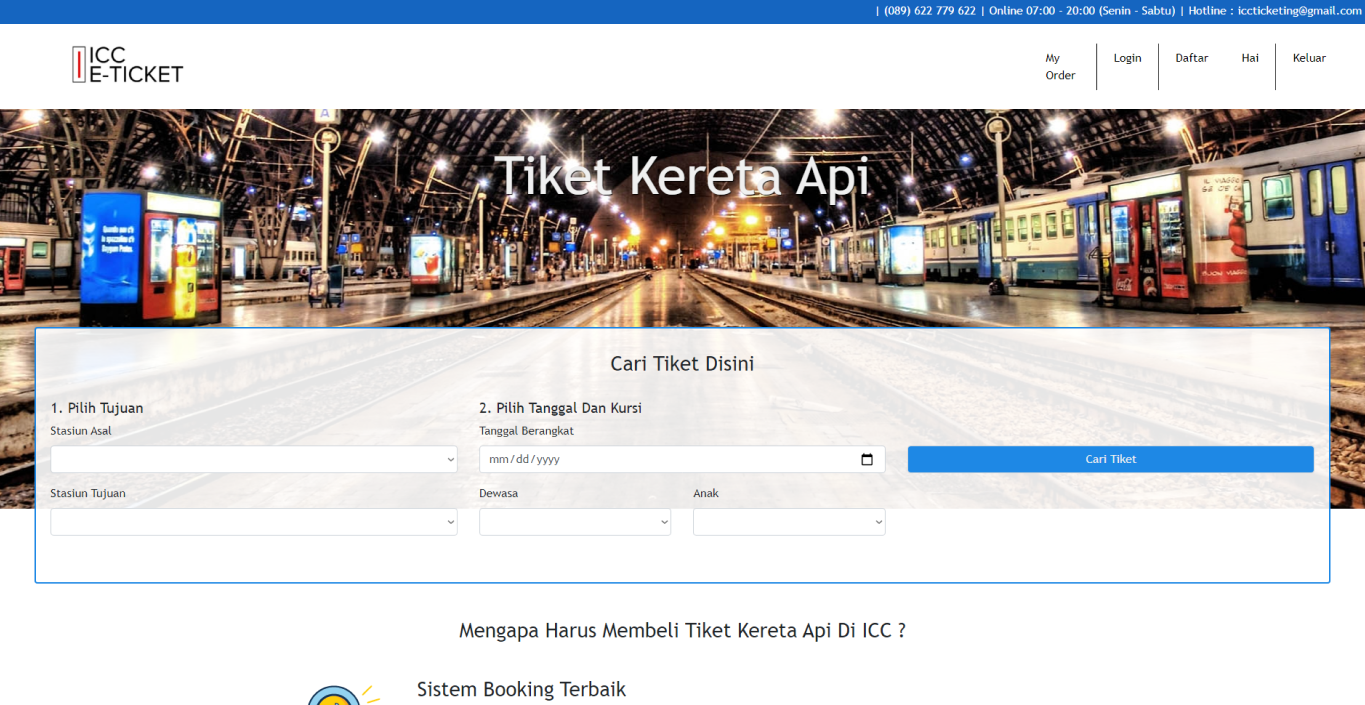 | (089) 622 779 622 | Online 07:00 - 20:00 (Senin - Sabtu) | Hotline : iccticketing@gmail.com
ICC
E-TICKET
My
Order
Login
Daftar
Hai
Keluar
A
Tiket Kereta Api
Cari Tiket Disini
1. Pilih Tujuan
2. Pilih Tanggal Dan Kursi
Stasiun Asal
Tanggal Berangkat
mm/dd/yyyy
Cari Tiket
Stasiun Tujuan
Dewasa
Anak
Mengapa Harus Membeli Tiket Kereta Api Di ICC ?
Sistem Booking Terbaik